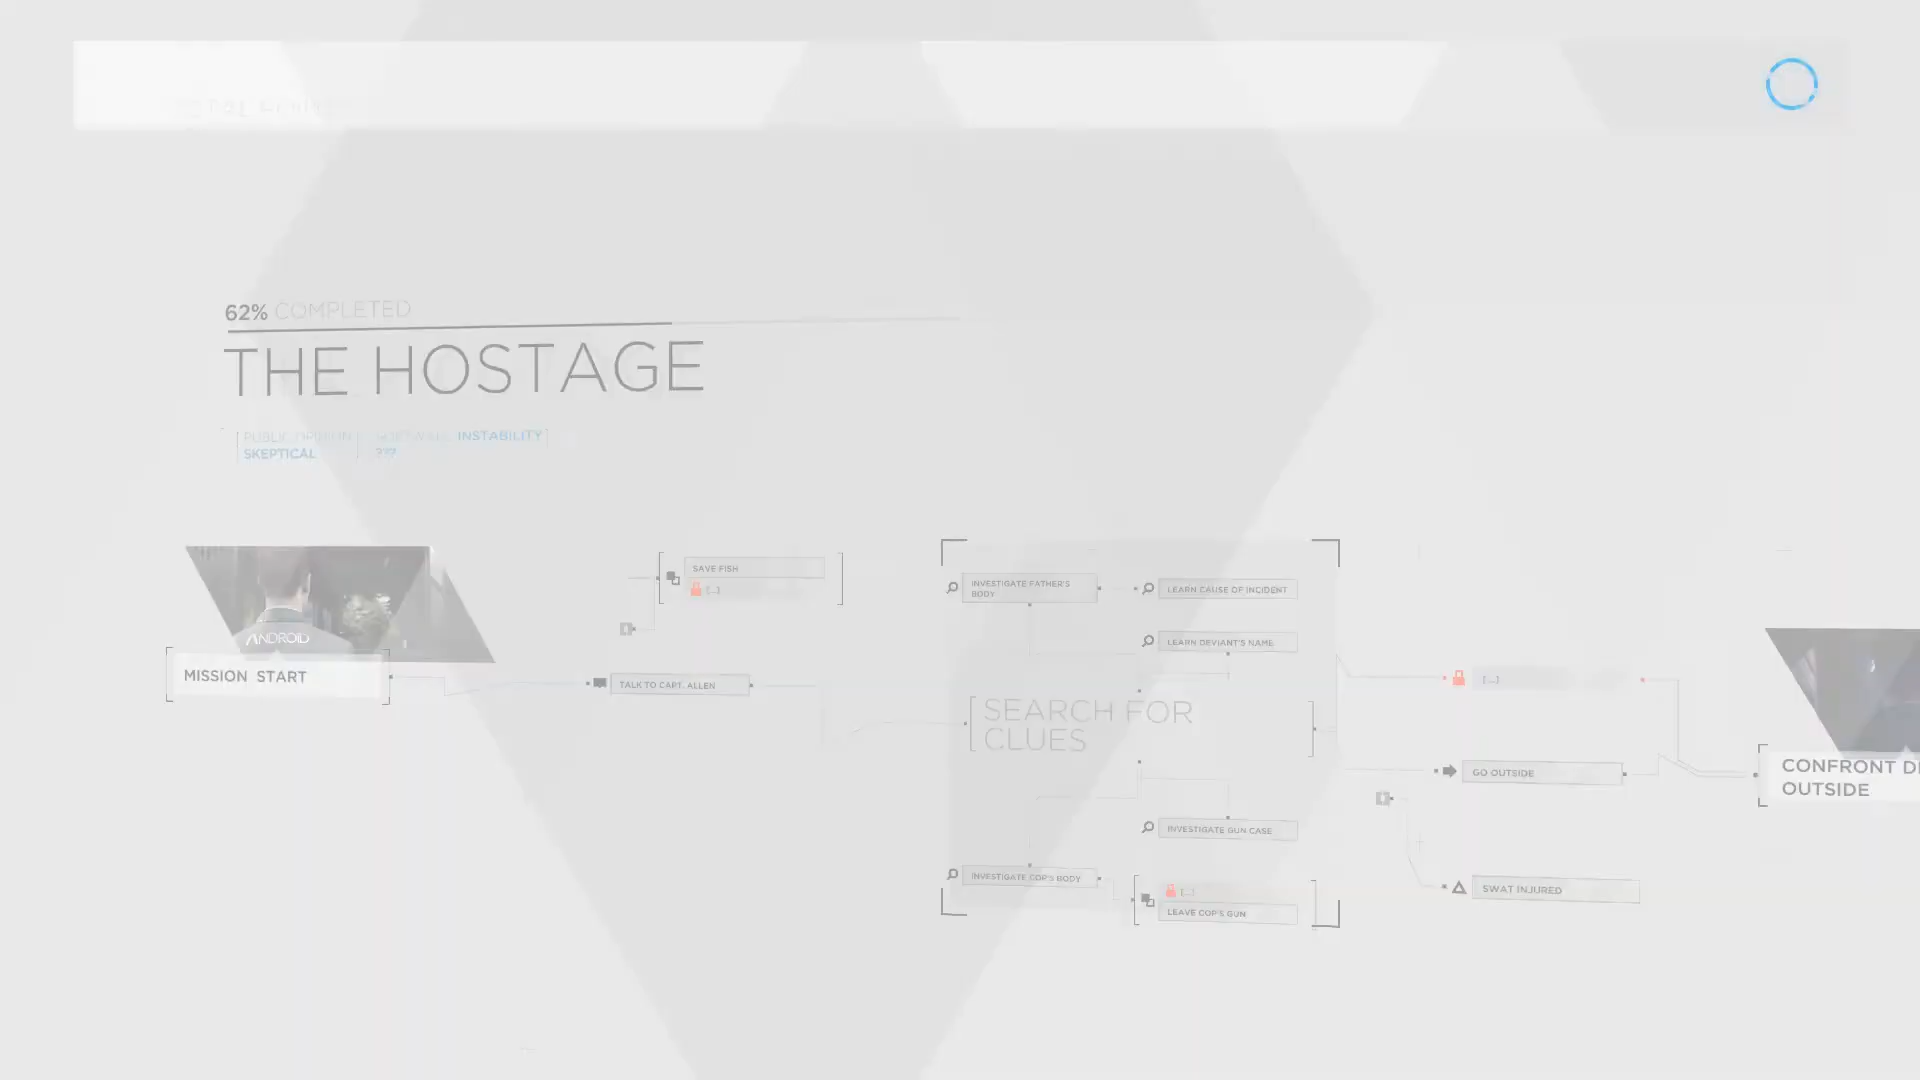 62% COMPLETED
THE HOSTAGE
PUBLIC OPINION
SKEPTICAL
SOFTWARE INSTABILITY
???
ANDROID
MISSION START
SAVE FISH
[...]
TALK TO CAPT. ALLEN
INVESTIGATE FATHER'S
BODY
LEARN CAUSE OF INCIDENT
LEARN DEVIANT'S NAME
SEARCH FOR
CLUES
INVESTIGATE GUN CASE
INVESTIGATE COP'S BODY
[...]
LEAVE COP'S GUN
[...]
GO OUTSIDE
SWAT INJURED
CONFRONT D
OUTSIDE